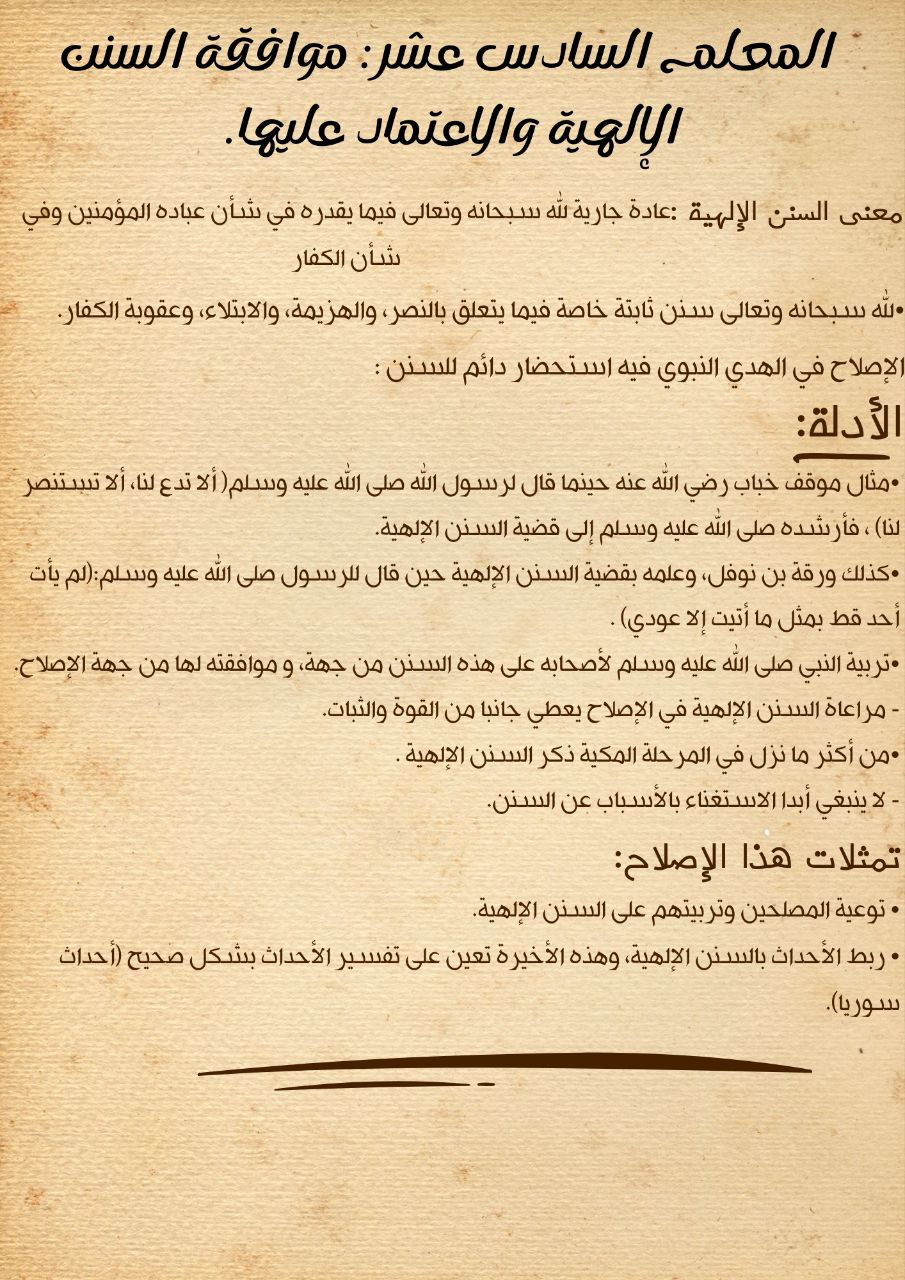 المعلم السادس عشر: موافقة السنن
الإلهية والاعتماد عليها.
معنى السنن الإلهية :عادة جارية لله سبحانه وتعالى فيما يقدره في شأن عباده المؤمنين وفي
شأن الكفار
•لله سبحانه وتعالى سنن ثابتة خاصة فيما يتعلق بالنصر، والهزيمة، والابتلاء، وعقوبة الكفار.
الإصلاح في الهدي النبوي فيه استحضار دائم للسنن :
الأدلة:
•مثال موقف خباب رضي الله عنه حينما قال لرسول الله صلى الله عليه وسلم( ألا تدع لنا، ألا تستنصر
لنا) ، فأرشده صلى الله عليه وسلم إلى قضية السنن الإلهية.
•كذلك ورقة بن نوفل، وعلمه بقضية السنن الإلهية حين قال للرسول صلى الله عليه وسلم:(لم يأت
أحد قط بمثل ما أتيت إلا عودي) .
•تربية النبي صلى الله عليه وسلم لأصحابه على هذه السنن من جهة، و موافقته لها من جهة الإصلاح.
- مراعاة السنن الإلهية في الإصلاح يعطي جانبا من القوة والثبات.
•من أكثر ما نزل في المرحلة المكية ذكر السنن الإلهية .
- لا ينبغي أبدا الاستغناء بالأسباب عن السنن.
تمثلات هذا الإصلاح:
• توعية المصلحين وتربيتهم على السنن الإلهية.
• ربط الأحداث بالسنن الإلهية، وهذه الأخيرة تعين على تفسير الأحداث بشكل صحيح (أحداث
سوريا).